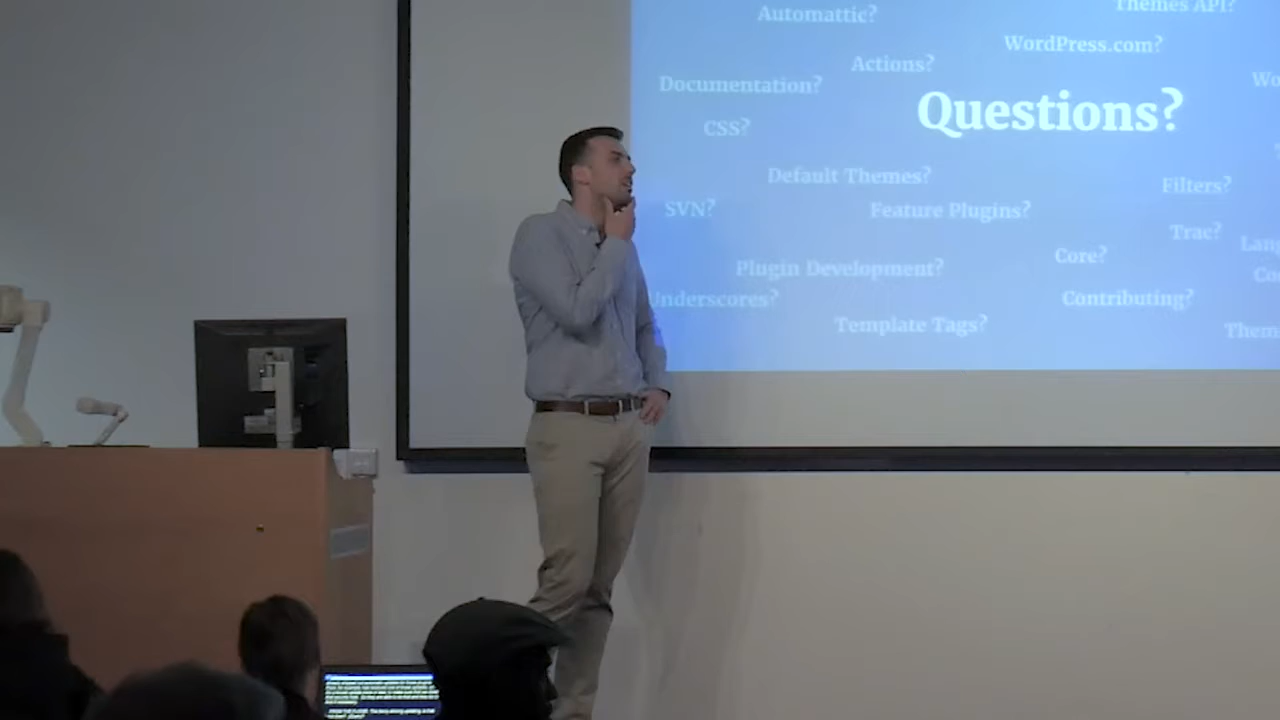 Themes API?
Automattic?
WordPress.com?
Actions?
Documentation?
Questions?
CSS?
Default Themes?
Filters?
SVN?
Feature Plugins?
Trac?
Core?
Plugin Development?
Underscores?
Contributing?
Template Tags?